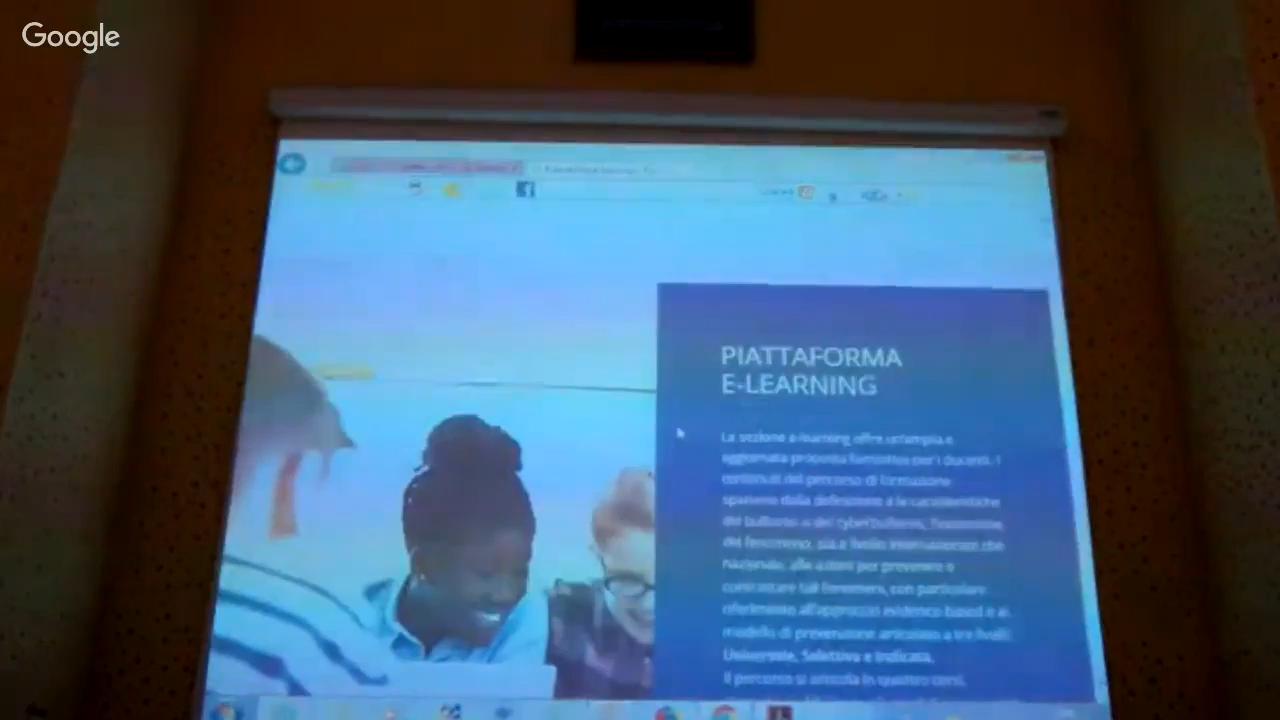 Google
PIATTAFORMA
E-LEARNING
La sezione e-learning offre un'ampia e
aggiornata proposta formativa per i docenti. I
contenuti del percorso di formazione
spaziano dalla definizione e le caratteristiche
del bullismo e del cyberbullismo,
del fenomeno, sia a livello internazionale che
nazionale, alle azioni per prevenire e
contrastare tali fenomeni, con particolare
riferimento all'approccio evidence based e al
modello di prevenzione articolato a tre livelli:
Universale, Selettiva e Indicata.
Il percorso si articola in quattro corsi,